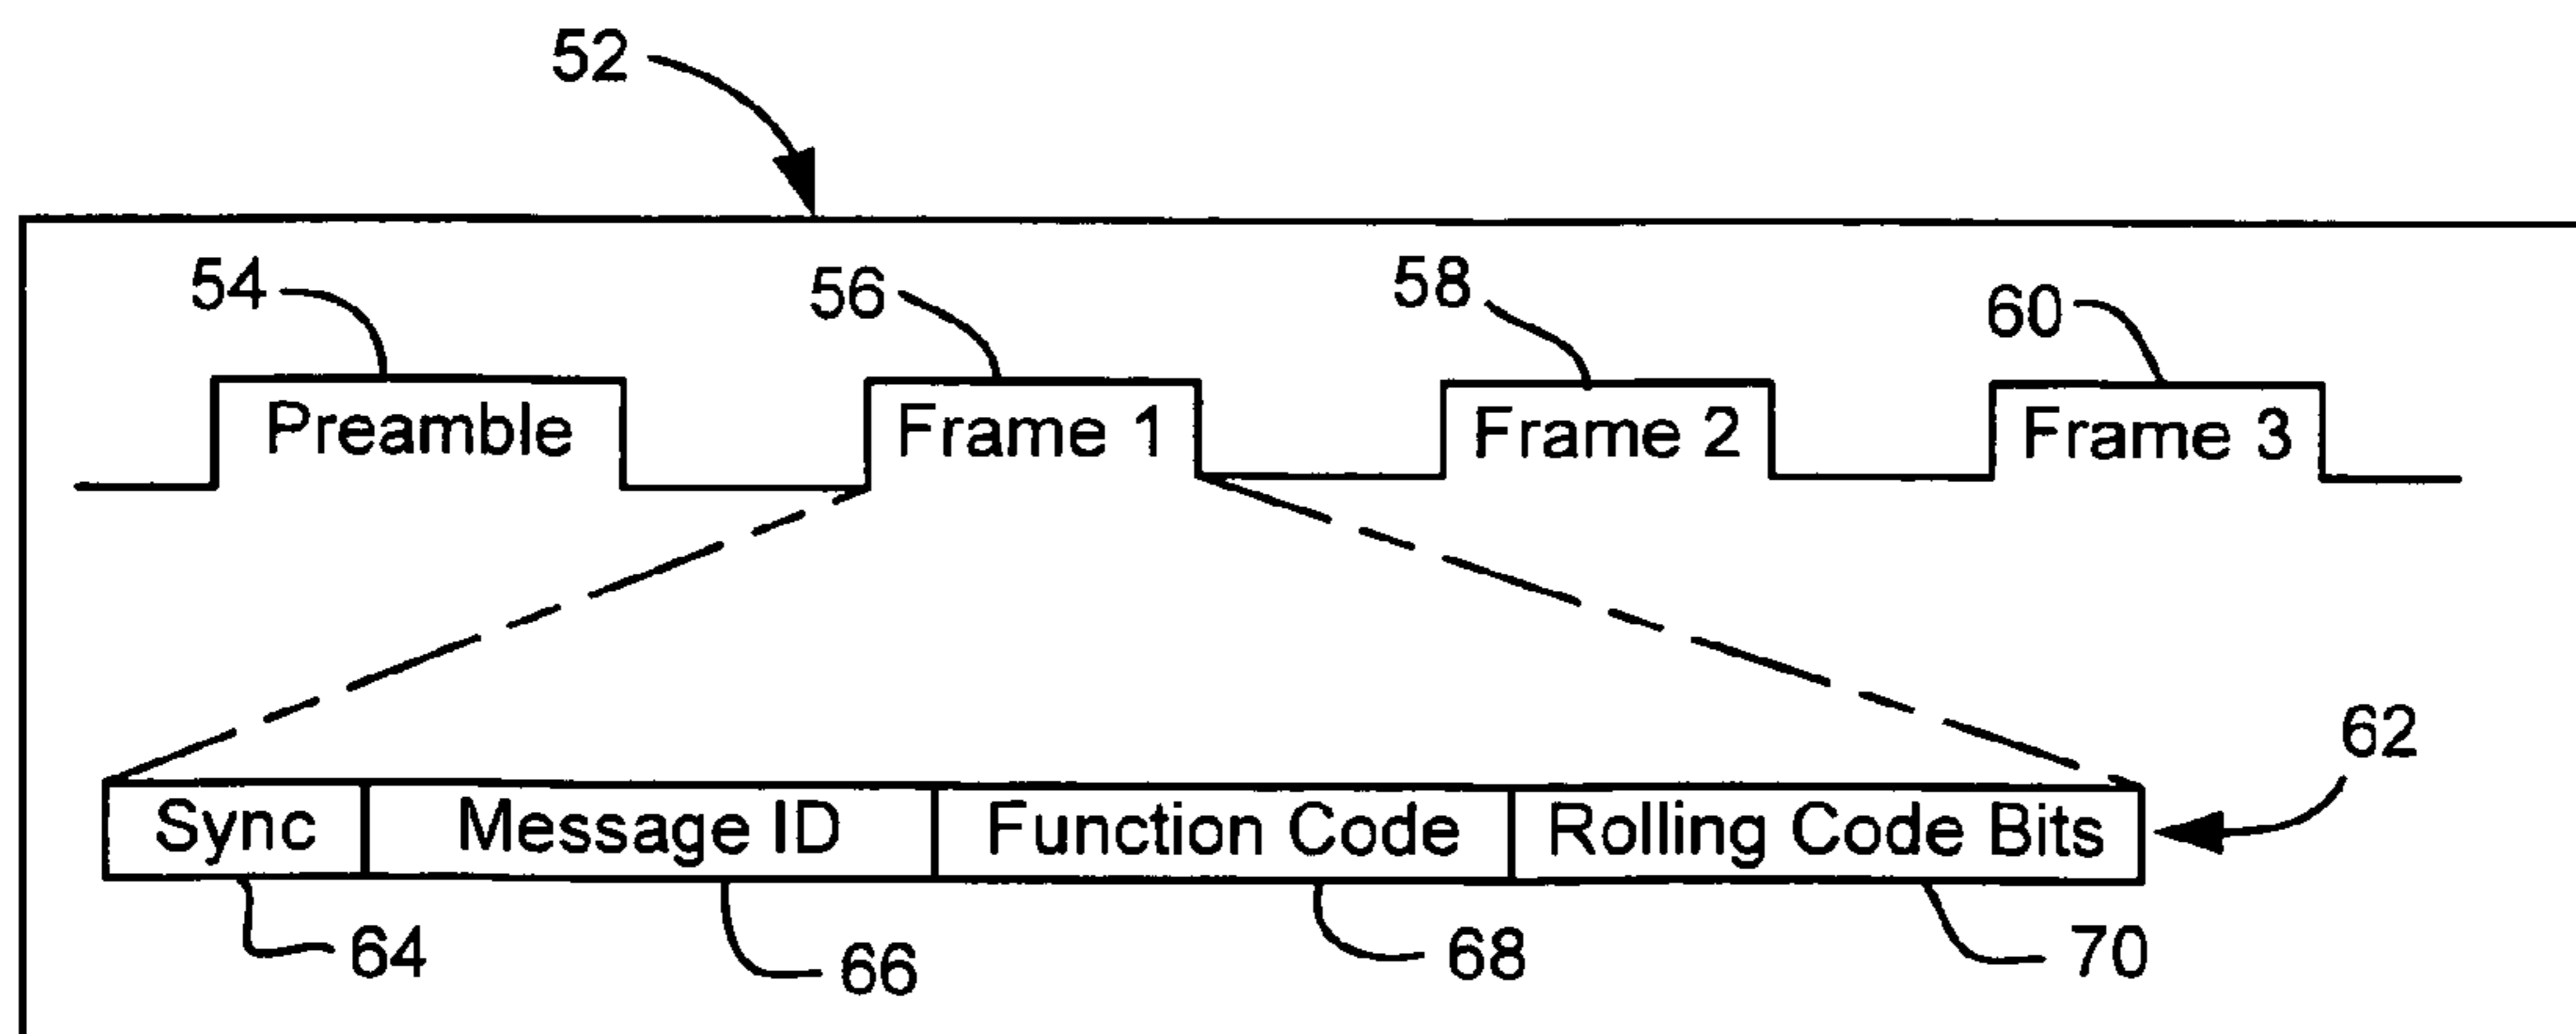 52
54 56 58 60
Preamble Frame 1 Frame 2 Frame 3
62
Sync Message ID Function Code Rolling Code Bits
64 66 68 70